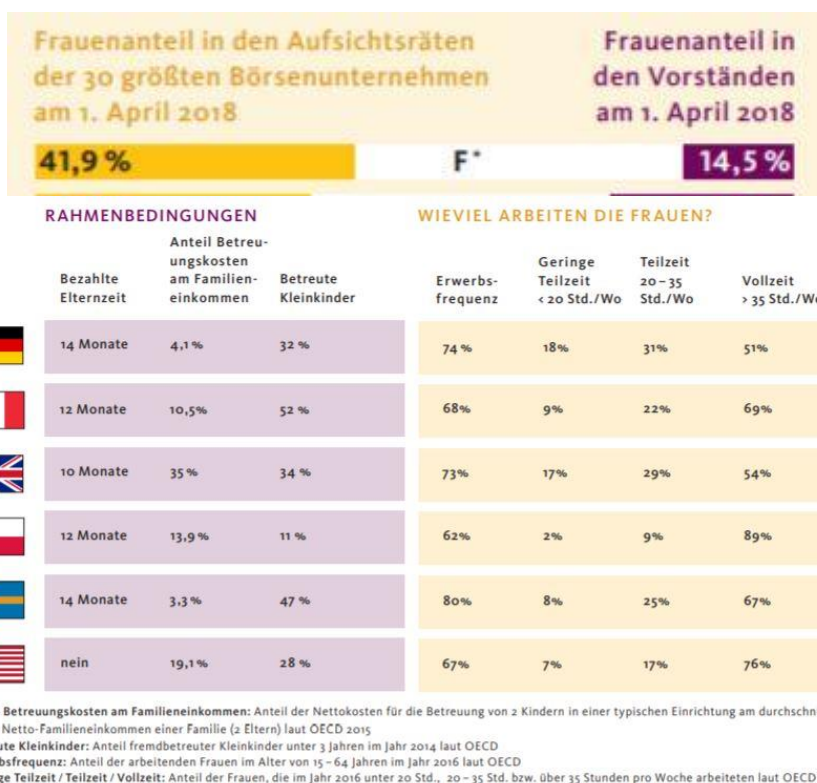 Frauenanteil in den Aufsichtsräten
der 30 größten Börsenunternehmen
am 1. April 2018
Frauenanteil in
den Vorständen
am 1. April 2018
41,9 % F* 14,5 %
RAHMENBEDINGUNGEN
WIEVIEL ARBEITEN DIE FRAUEN?
Bezahlte
Elternzeit
Anteil Betreu-
ungskosten
am Familien-
einkommen
Betreute
Kleinkinder
Erwerbs-
frequenz
Geringe
Teilzeit
< 20 Std./Wo
Teilzeit
20 – 35
Std./Wo
Vollzeit
> 35 Std./Wo
14 Monate 4,1 % 32 % 74 % 18% 31% 51%
12 Monate 10,5% 52 % 68% 9% 22% 69%
10 Monate 35 % 34 % 73% 17% 29% 54%
12 Monate 13,9 % 11 % 62% 2% 9% 89%
14 Monate 3,3 % 47 % 80% 8% 25% 67%
nein 19,1 % 28 % 67% 7% 17% 76%
Betreuungskosten am Familieneinkommen: Anteil der Nettokosten für die Betreuung von 2 Kindern in einer typischen Einrichtung am durchschn
Netto-Familieneinkommen einer Familie (2 Eltern) laut OECD 2015
ute Kleinkinder: Anteil fremdbetreuter Kleinkinder unter 3 Jahren im Jahr 2014 laut OECD
bsfrequenz: Anteil der arbeitenden Frauen im Alter von 15 – 64 Jahren im Jahr 2016 laut OECD
ge Teilzeit / Teilzeit / Vollzeit: Anteil der Frauen, die im Jahr 2016 unter 20 Std., 20 – 35 Std. bzw. über 35 Stunden pro Woche arbeiteten laut OECD